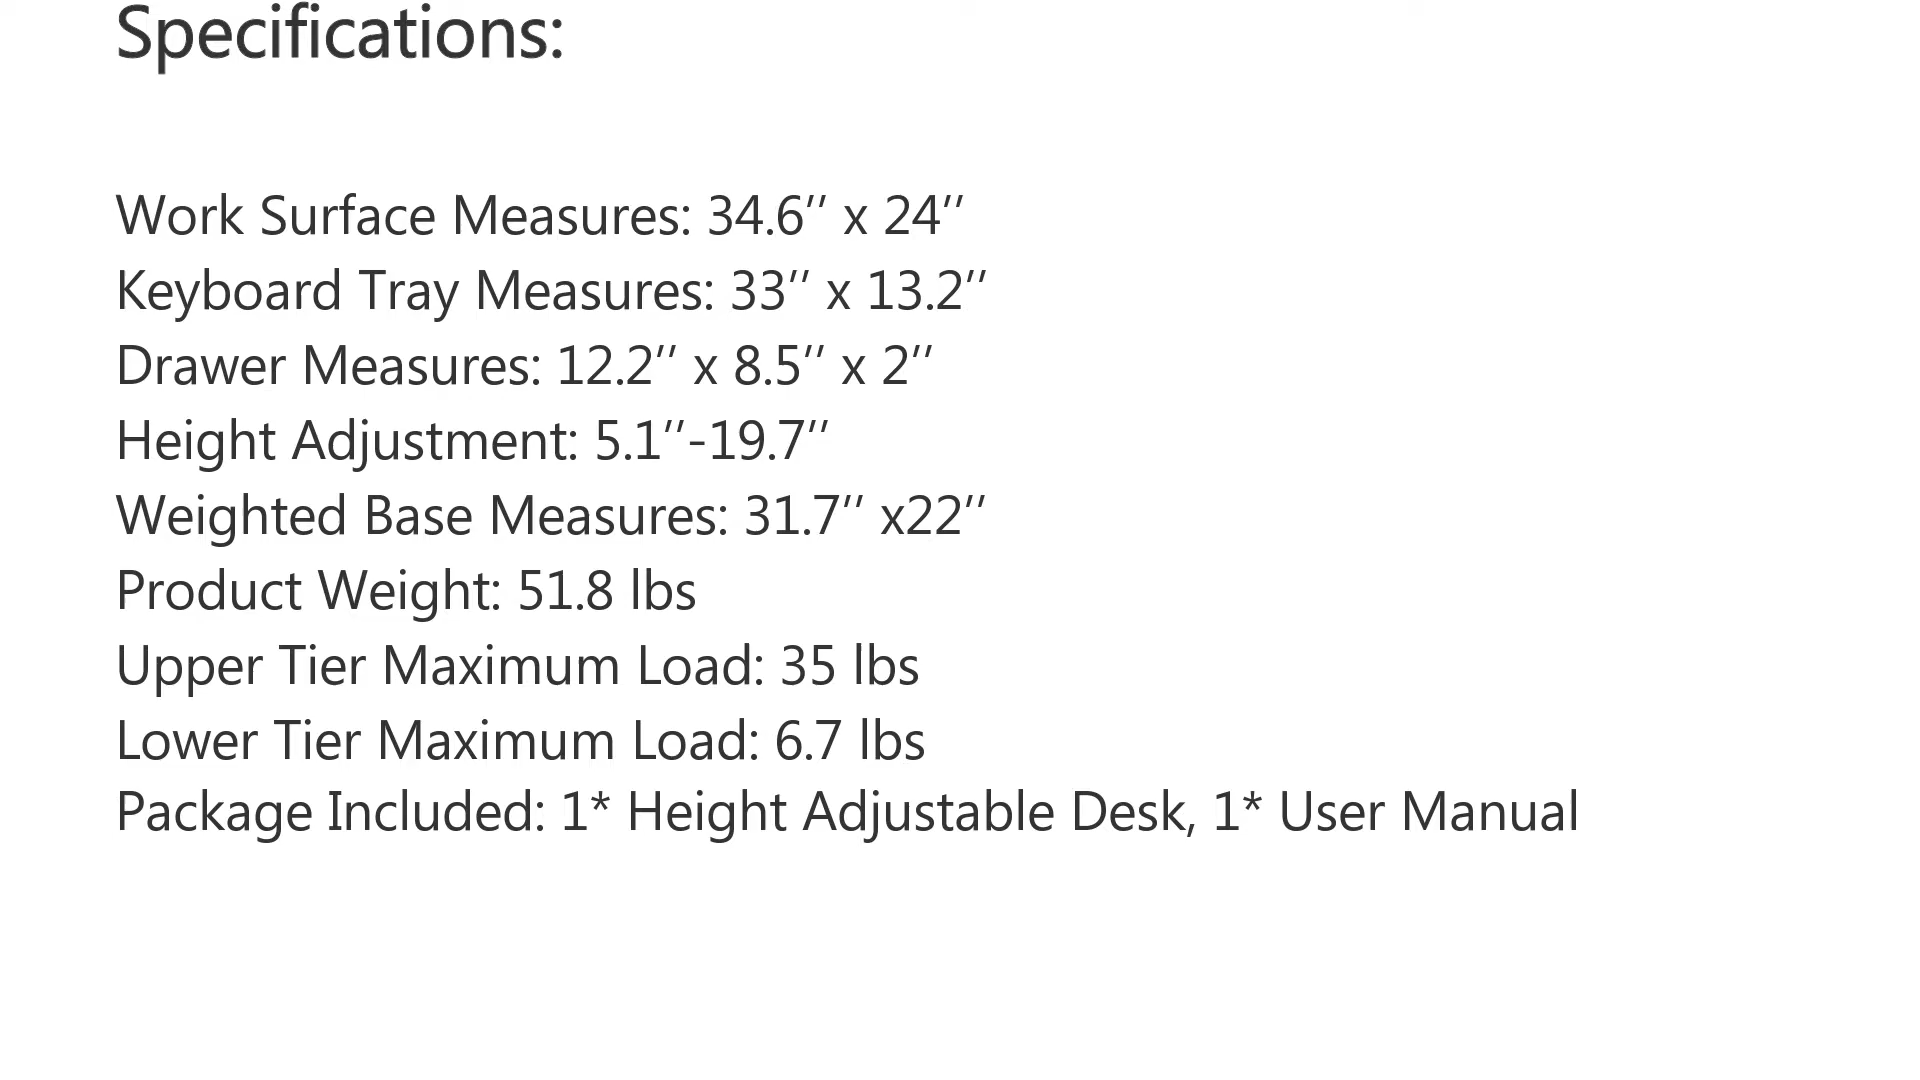 Specifications:
Work Surface Measures: 34.6′′ x 24′′
Keyboard Tray Measures: 33′′ x 13.2′′
Drawer Measures: 12.2′′ x 8.5′′ x 2′′
Height Adjustment: 5.1′′-19.7′′
Weighted Base Measures: 31.7′′ x22′′
Product Weight: 51.8 lbs
Upper Tier Maximum Load: 35 lbs
Lower Tier Maximum Load: 6.7 lbs
Package Included: 1* Height Adjustable Desk, 1* User Manual